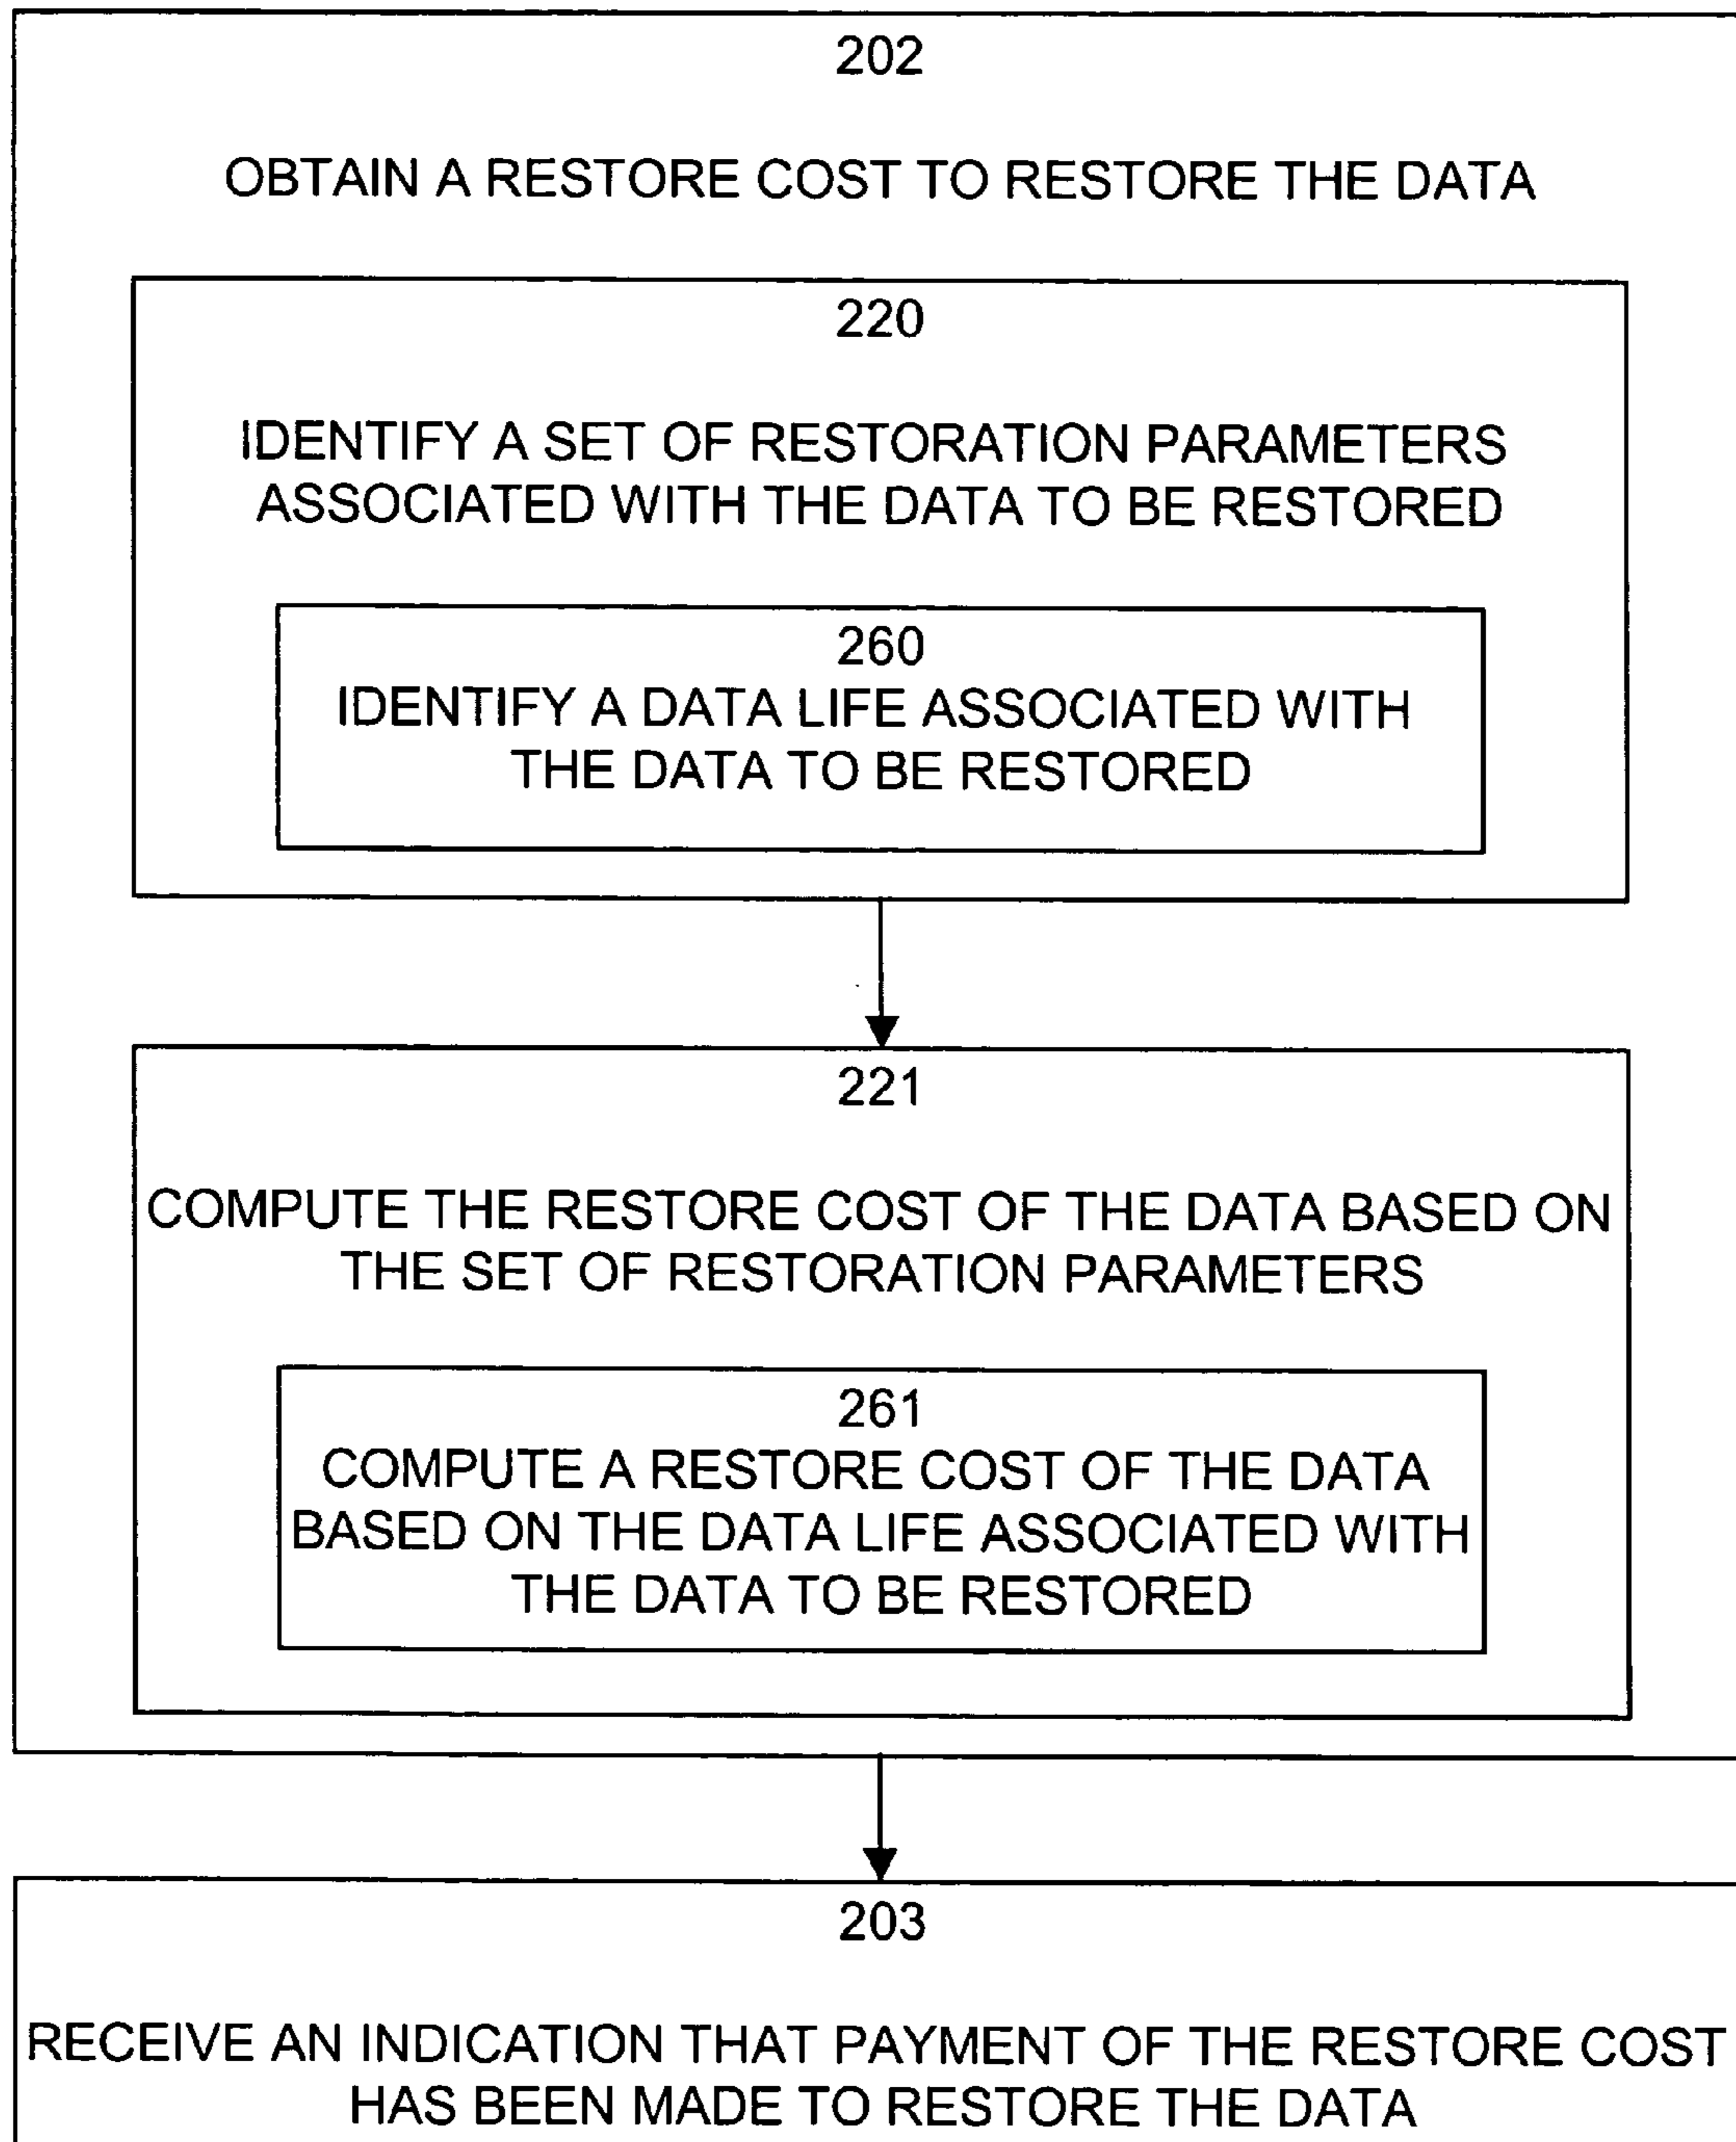 202
OBTAIN A RESTORE COST TO RESTORE THE DATA
220
IDENTIFY A SET OF RESTORATION PARAMETERS
ASSOCIATED WITH THE DATA TO BE RESTORED
260
IDENTIFY A DATA LIFE ASSOCIATED WITH
THE DATA TO BE RESTORED
221
COMPUTE THE RESTORE COST OF THE DATA BASED ON
THE SET OF RESTORATION PARAMETERS
261
COMPUTE A RESTORE COST OF THE DATA
BASED ON THE DATA LIFE ASSOCIATED WITH
THE DATA TO BE RESTORED
203
RECEIVE AN INDICATION THAT PAYMENT OF THE RESTORE COST
HAS BEEN MADE TO RESTORE THE DATA